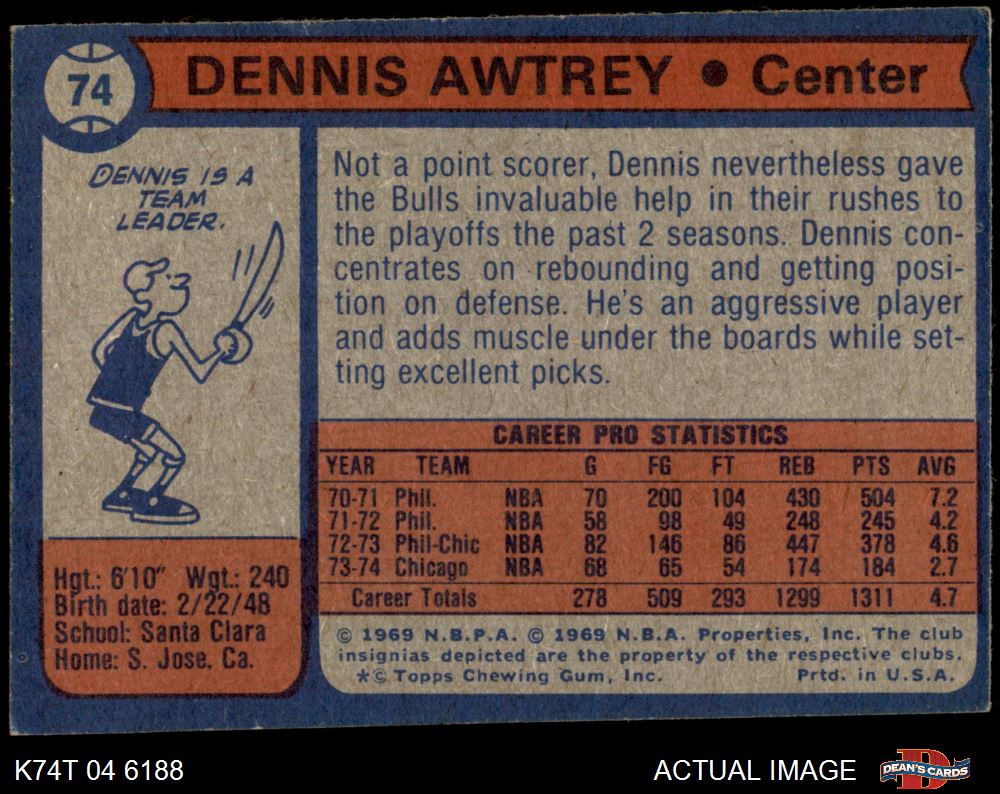 74
DENNIS AWTREY • Center
DENNIS IS A
TEAM
LEADER.
Not a point scorer, Dennis nevertheless gave
the Bulls invaluable help in their rushes to
the playoffs the past 2 seasons. Dennis con-
centrates on rebounding and getting posi-
tion on defense. He's an aggressive player
and adds muscle under the boards while set-
ting excellent picks.
CAREER PRO STATISTICS
YEAR TEAM G FG FT REB PTS AVG
70-71 Phil. NBA 70 200 104 430 504 7.2
71-72 Phil. NBA 58 98 49 248 245 4.2
72-73 Phil-Chic NBA 82 146 86 447 378 4.6
73-74 Chicago NBA 68 65 54 174 184 2.7
Career Totals 278 509 293 1299 1311 4.7
Hgt.: 6'10" Wgt.: 240
Birth date: 2/22/48
School: Santa Clara
Home: S. Jose, Ca.
© 1969 N.B.P.A. © 1969 N.B.A. Properties, Inc. The club
insignias depicted are the property of the respective clubs.
*© Topps Chewing Gum, Inc. Prtd. in U.S.A.
K74T 04 6188
ACTUAL IMAGE
D
DEAN'S CARDS